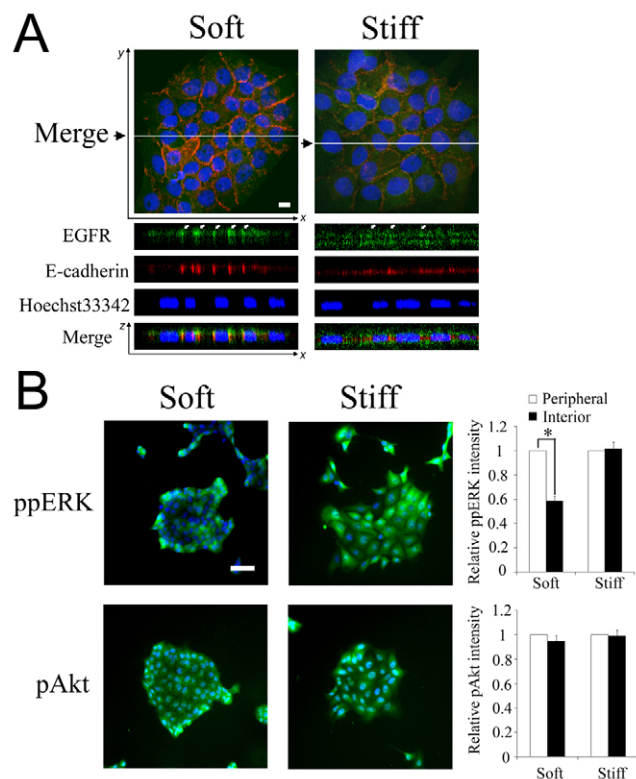 A
Soft
Stiff
y
Merge
x
EGFR
E-cadherin
Hoechst33342
Merge
z
x
x
B
Soft
Stiff
Peripheral
Interior
ppERK
Relative ppERK intensity
1.2
1
0.8
0.6
0.4
0.2
0
*
Soft
Stiff
pAkt
Relative pAkt intensity
1.2
1
0.8
0.6
0.4
0.2
0
Soft
Stiff